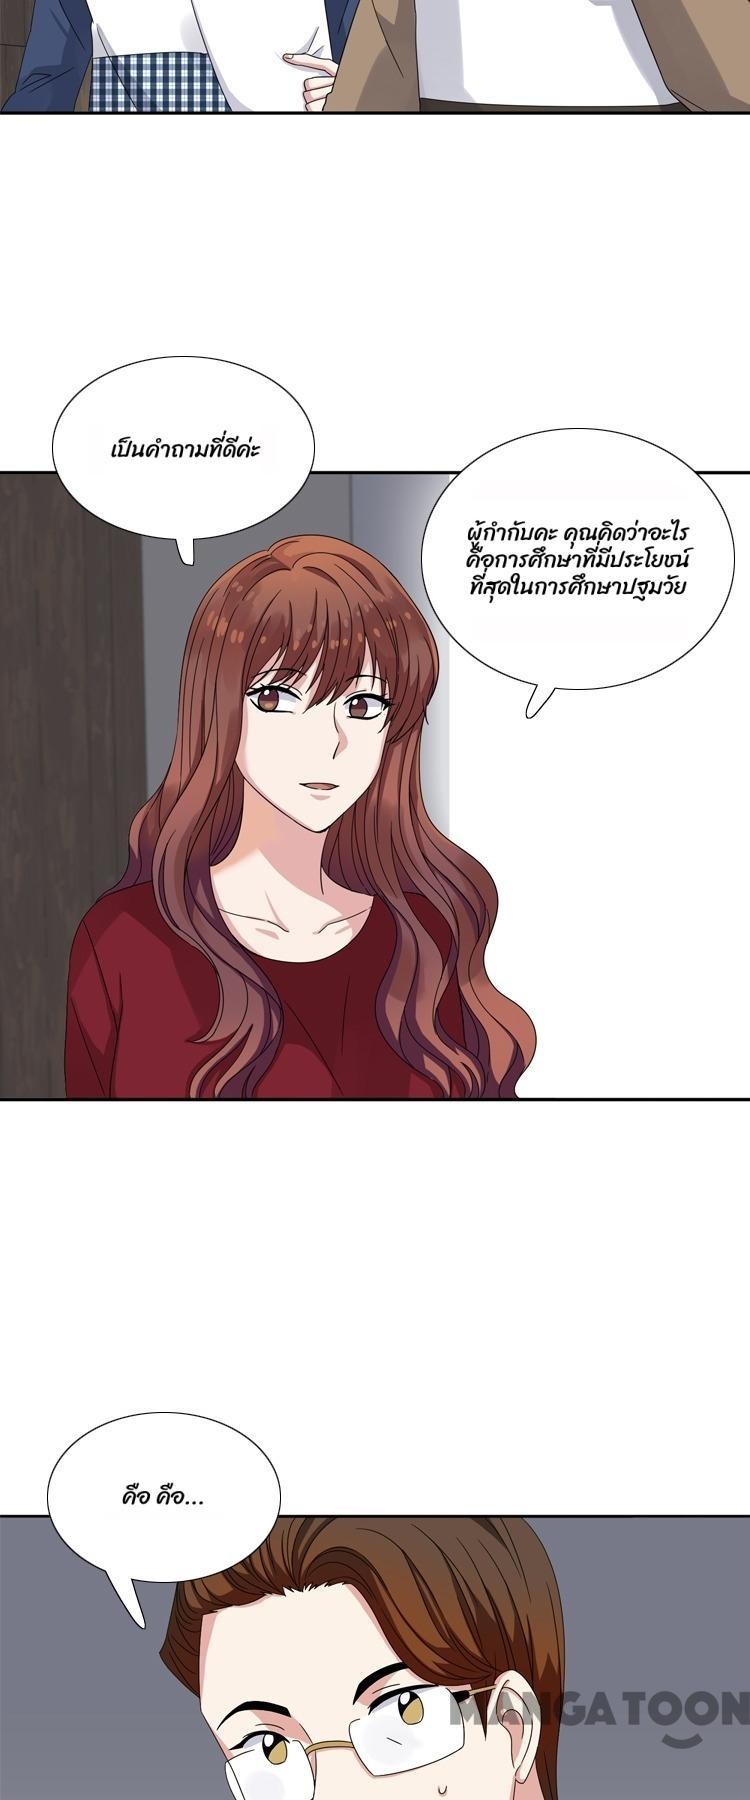 เป็นคำถามที่ดีค่ะ
ผู้กำกับคะ คุณคิดว่าอะไร
คือการศึกษาที่มีประโยชน์
ที่สุดในการศึกษาปฐมวัย
คือ คือ...
MANGATOON